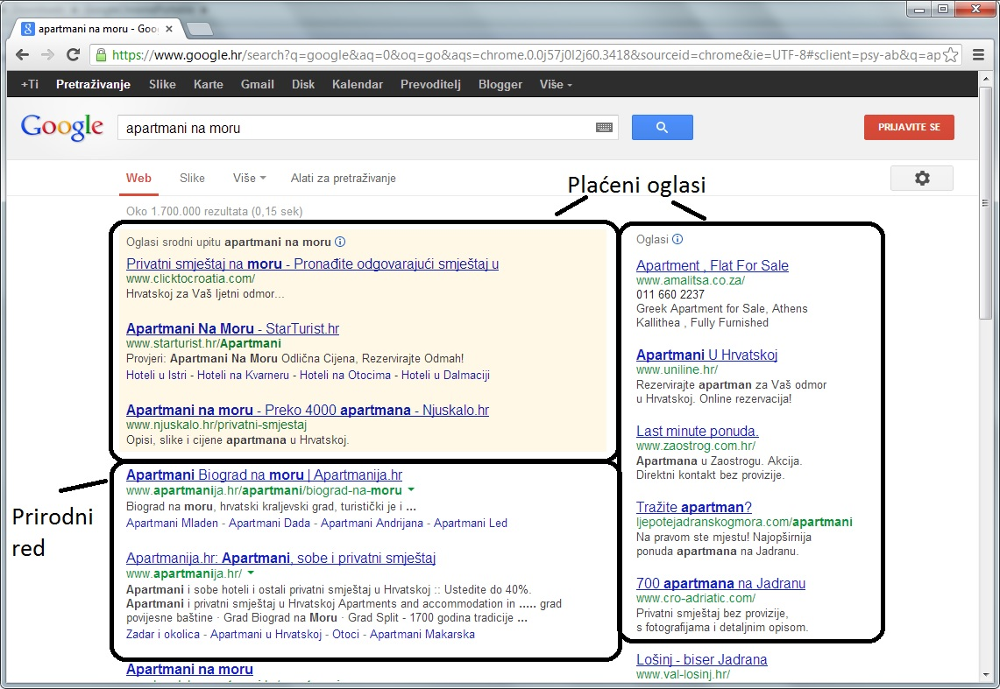 apartmani na moru - Goo
https://www.google.hr/search?q=google&aq=0&oq=go&aqs=chrome.0.0j57j0l2j60.3418&sourceid=chrome&ie=UTF-8#sclient=psy-ab&q=ap
+Ti Pretraživanje Slike Karte Gmail Disk Kalendar Prevoditelj Blogger Više
Google apartmani na moru PRIJAVITE SE
Web Slike Više Alati za pretraživanje
Plaćeni oglasi
Oko 1.700.000 rezultata (0,15 sek)
Oglasi srodni upitu apartmani na moru
Privatni smještaj na moru - Pronađite odgovarajući smještaj u
www.clicktocroatia.com/
Hrvatskoj za Vaš ljetni odmor...
Apartmani Na Moru - StarTurist.hr
www.starturist.hr/Apartmani
Provjeri: Apartmani Na Moru Odlična Cijena, Rezervirajte Odmah!
Hoteli u Istri - Hoteli na Kvarneru - Hoteli na Otocima - Hoteli u Dalmaciji
Apartmani na moru - Preko 4000 apartmana - Njuskalo.hr
www.njuskalo.hr/privatni-smjestaj
Opisi, slike i cijene apartmana u Hrvatskoj.
Prirodni
red
Apartmani Biograd na moru | Apartmanija.hr
www.apartmanija.hr/apartmani/biograd-na-moru
Biograd na moru, hrvatski kraljevski grad, turistički je i ...
Apartmani Mladen - Apartmani Dada - Apartmani Andrijana - Apartmani Led
Apartmanija.hr: Apartmani, sobe i privatni smještaj
www.apartmanija.hr/
Apartmani i sobe hoteli i ostali privatni smještaj u Hrvatskoj :: Ustedite do 40%.
Apartmani i privatni smještaj u Hrvatskoj Apartments and accommodation in ..... grad
povijesne baštine · Grad Biograd na Moru · Grad Split - 1700 godina tradicije ...
Zadar i okolica - Apartmani u Hrvatskoj - Otoci - Apartmani Makarska
Apartmani na moru
Oglasi
Apartment , Flat For Sale
www.amalitsa.co.za/
011 660 2237
Greek Apartment for Sale, Athens
Kallithea , Fully Furnished
Apartmani U Hrvatskoj
www.uniline.hr/
Rezervirajte apartman za Vaš odmor
u Hrvatskoj. Online rezervacija!
Last minute ponuda.
www.zaostrog.com.hr/
Apartmana u Zaostrogu. Akcija.
Direktni kontakt bez provizije.
Tražite apartman?
ljepotejadranskogmora.com/apartmani
Na pravom ste mjestu! Najopširnija
ponuda apartmana na Jadranu.
700 apartmana na Jadranu
www.cro-adriatic.com/
Privatni smještaj bez provizije,
s fotografijama i detaljnim opisom.
Lošinj - biser Jadrana
www.val-losinj.hr/